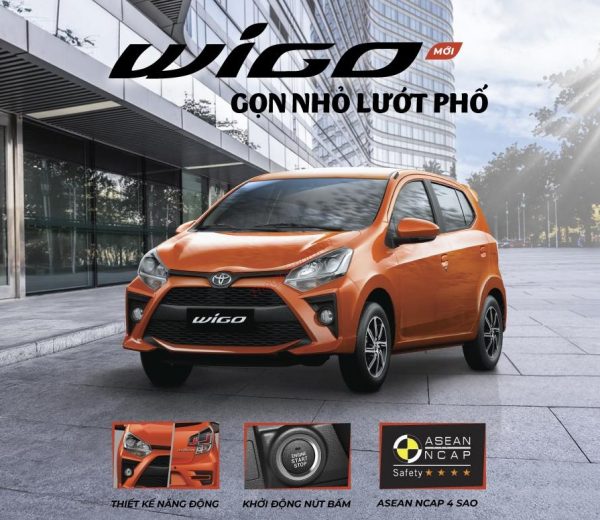 WiGO MỚI
GỌN NHỎ LƯỚT PHỐ
WiGO
ENGINE
START
STOP
ASEAN
NCAP
Safety ★★★★
THIẾT KẾ NĂNG ĐỘNG
KHỞI ĐỘNG NÚT BẤM
ASEAN NCAP 4 SAO